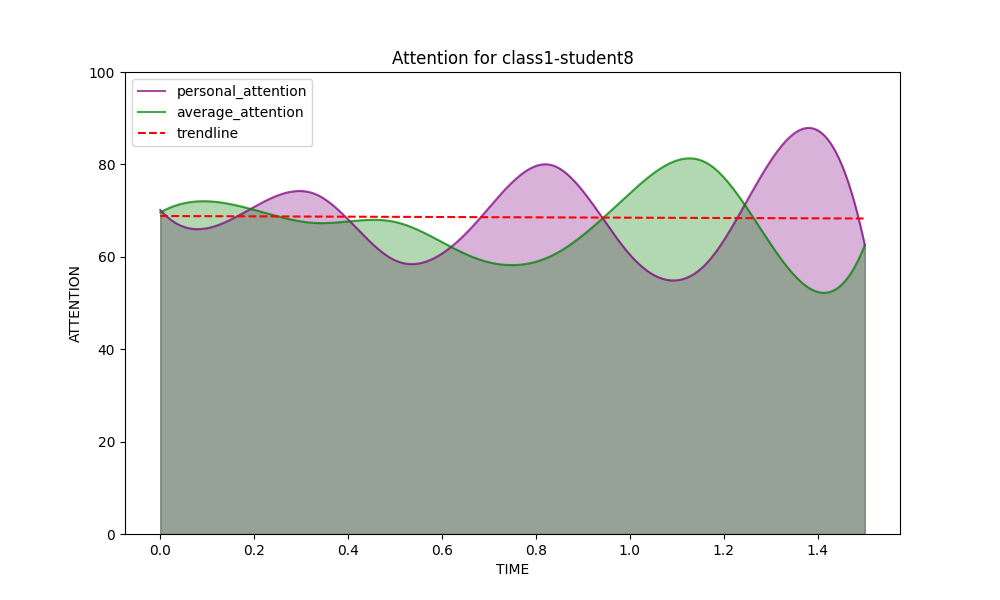 Attention for class1-student8
100
80
60
40
20
0
ATTENTION
personal_attention
average_attention
trendline
0.0 0.2 0.4 0.6 0.8 1.0 1.2 1.4
TIME